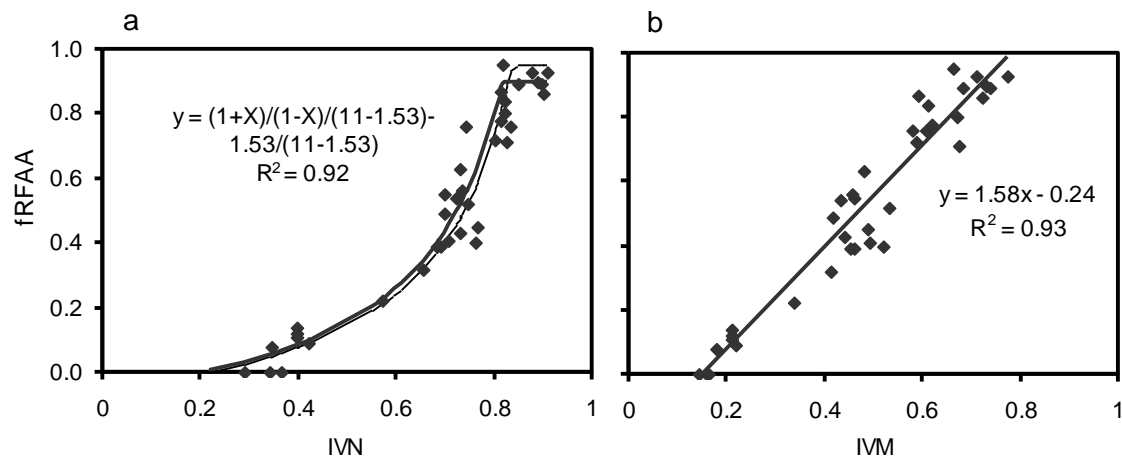 a
b
1.0
0.8
0.6
0.4
0.2
0.0
fRFAA
y = (1+X)/(1-X)/(11-1.53)-
1.53/(11-1.53)
R² = 0.92
0
0.2
0.4
0.6
0.8
1
IVN
y = 1.58x - 0.24
R² = 0.93
0
0.2
0.4
0.6
0.8
1
IVM